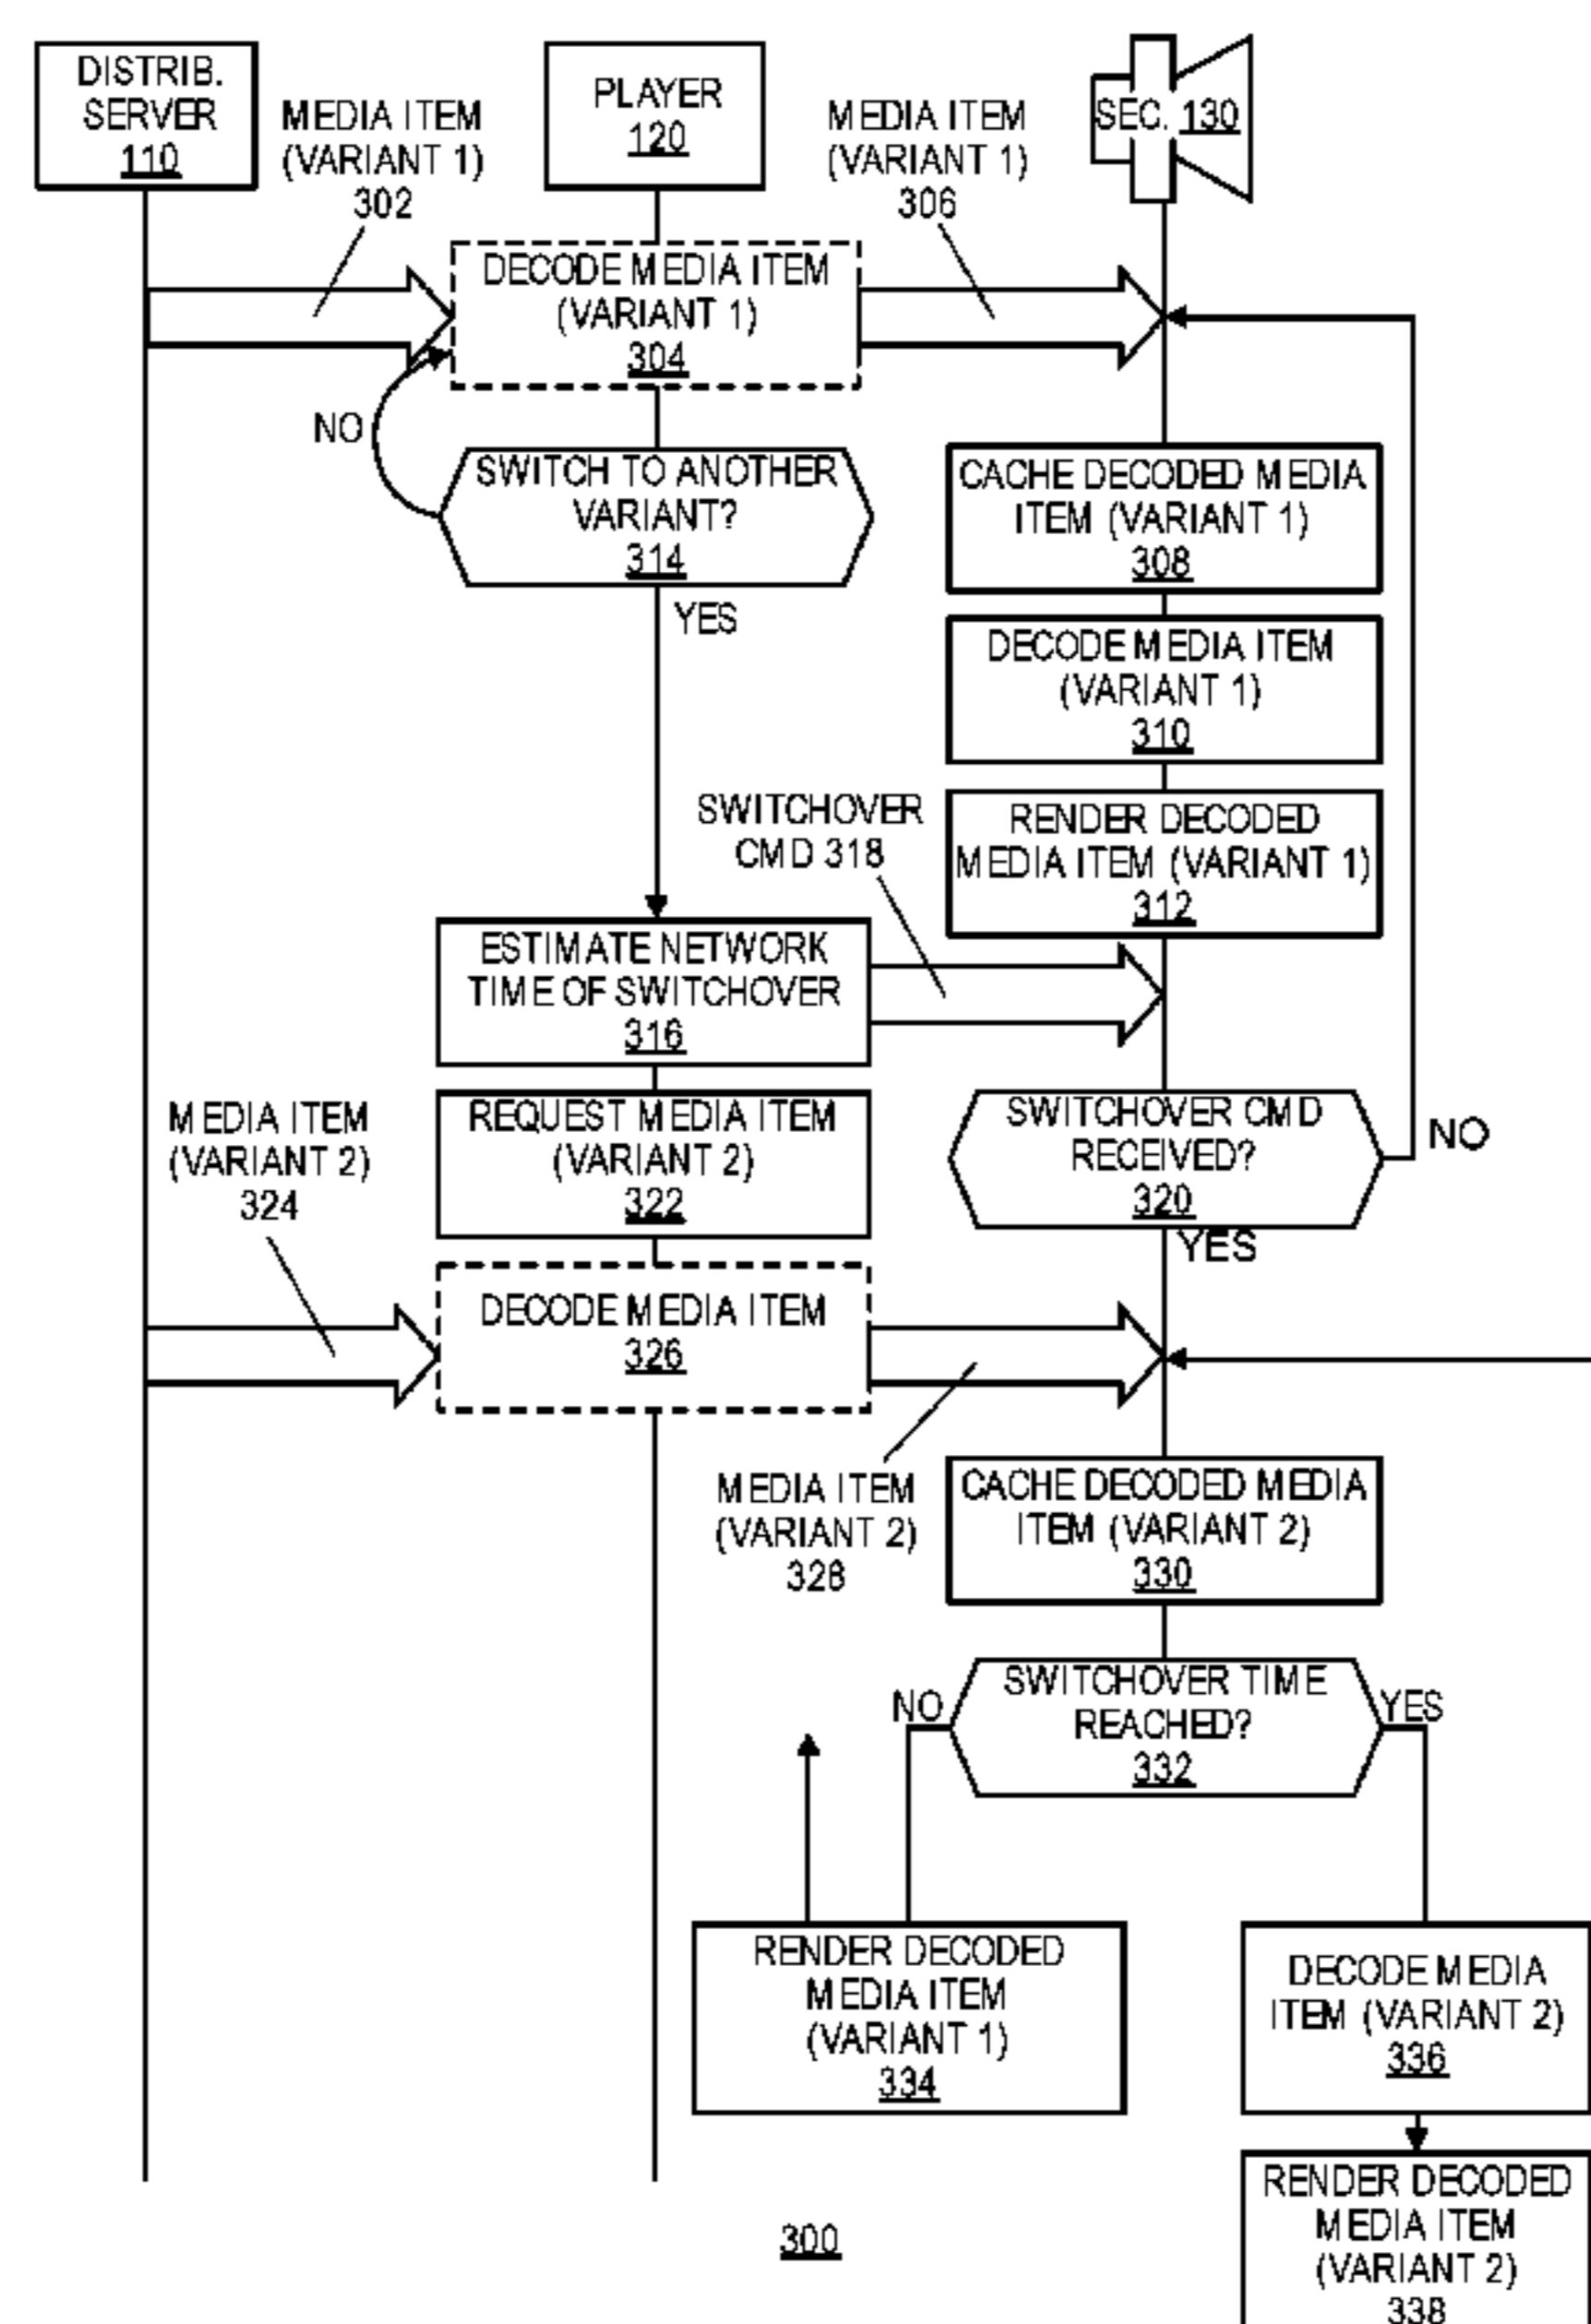 DISTRIB.
SERVER
110
MEDIA ITEM
(VARIANT 1)
302
PLAYER
120
MEDIA ITEM
(VARIANT 1)
306
SEC. 130
DECODE MEDIA ITEM
(VARIANT 1)
304
NO
SWITCH TO ANOTHER
VARIANT?
314
YES
CACHE DECODED MEDIA
ITEM (VARIANT 1)
308
DECODE MEDIA ITEM
(VARIANT 1)
310
RENDER DECODED
MEDIA ITEM (VARIANT 1)
312
SWITCHOVER
CMD 318
ESTIMATE NETWORK
TIME OF SWITCHOVER
316
REQUEST MEDIA ITEM
(VARIANT 2)
322
SWITCHOVER CMD
RECEIVED?
320
NO
YES
MEDIA ITEM
(VARIANT 2)
324
DECODE MEDIA ITEM
326
MEDIA ITEM
(VARIANT 2)
328
CACHE DECODED MEDIA
ITEM (VARIANT 2)
330
SWITCHOVER TIME
REACHED?
332
NO
YES
RENDER DECODED
MEDIA ITEM
(VARIANT 1)
334
DECODE MEDIA
ITEM (VARIANT 2)
336
RENDER DECODED
MEDIA ITEM
(VARIANT 2)
338
300